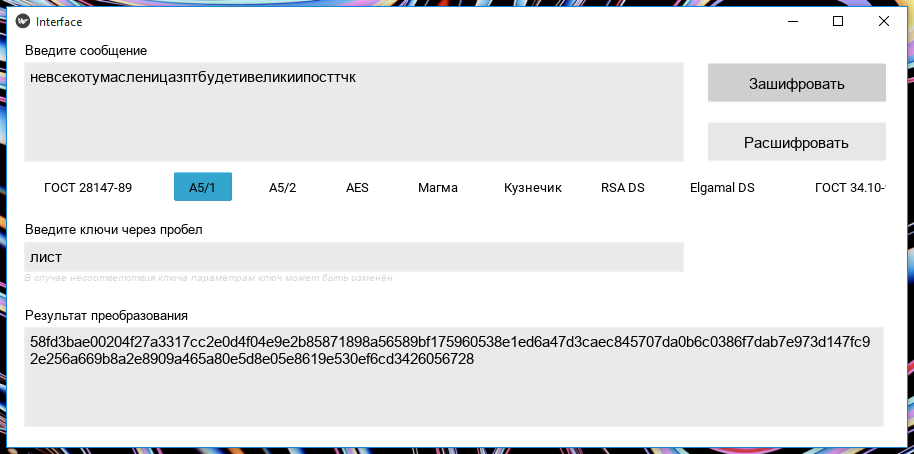 Interface
Введите сообщение
невсекотумасленицазптбудетивеликиипосттчк
Зашифровать
Расшифровать
ГОСТ 28147-89 A5/1 A5/2 AES Магма Кузнечик RSA DS Elgamal DS ГОСТ 34.10-
Введите ключи через пробел
лист
В случае несоответствия ключа параметрам ключ может быть изменён
Результат преобразования
58fd3bae00204f27a3317cc2e0d4f04e9e2b85871898a56589bf175960538e1ed6a47d3caec845707da0b6c0386f7dab7e973d147fc9
2e256a669b8a2e8909a465a80e5d8e05e8619e530ef6cd3426056728